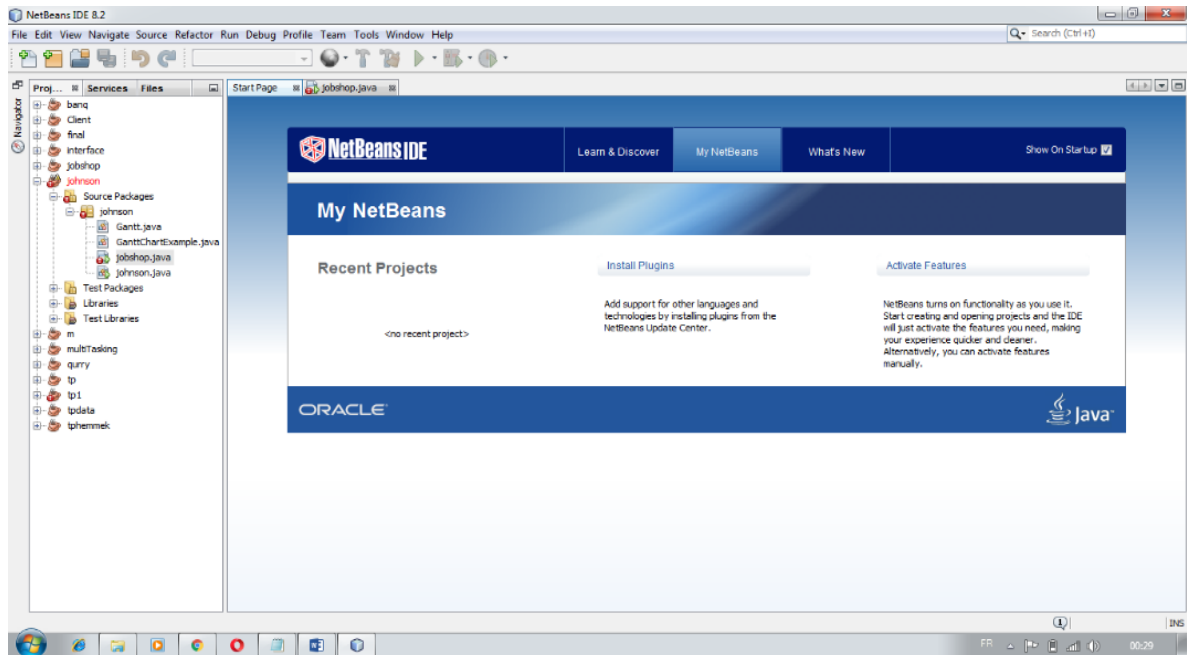 NetBeans IDE 8.2
File Edit View Navigate Source Refactor Run Debug Profile Team Tools Window Help
Search (Ctrl+I)
Proj... Services Files
Start Page jobshop.java
Navigator
banq
Client
final
interface
jobshop
johnson
Source Packages
johnson
Gantt.java
GanttChartExample.java
jobshop.java
johnson.java
Test Packages
Libraries
Test Libraries
m
multiTasking
qurry
tp
tp1
tpdata
tphemmek
NetBeans IDE
Learn & Discover
My NetBeans
What's New
Show On Startup
My NetBeans
Recent Projects
<no recent project>
Install Plugins
Add support for other languages and
technologies by installing plugins from the
NetBeans Update Center.
Activate Features
NetBeans turns on functionality as you use it.
Start creating and opening projects and the IDE
will just activate the features you need, making
your experience quicker and cleaner.
Alternatively, you can activate features
manually.
ORACLE
Java
1
INS
FR
00:29